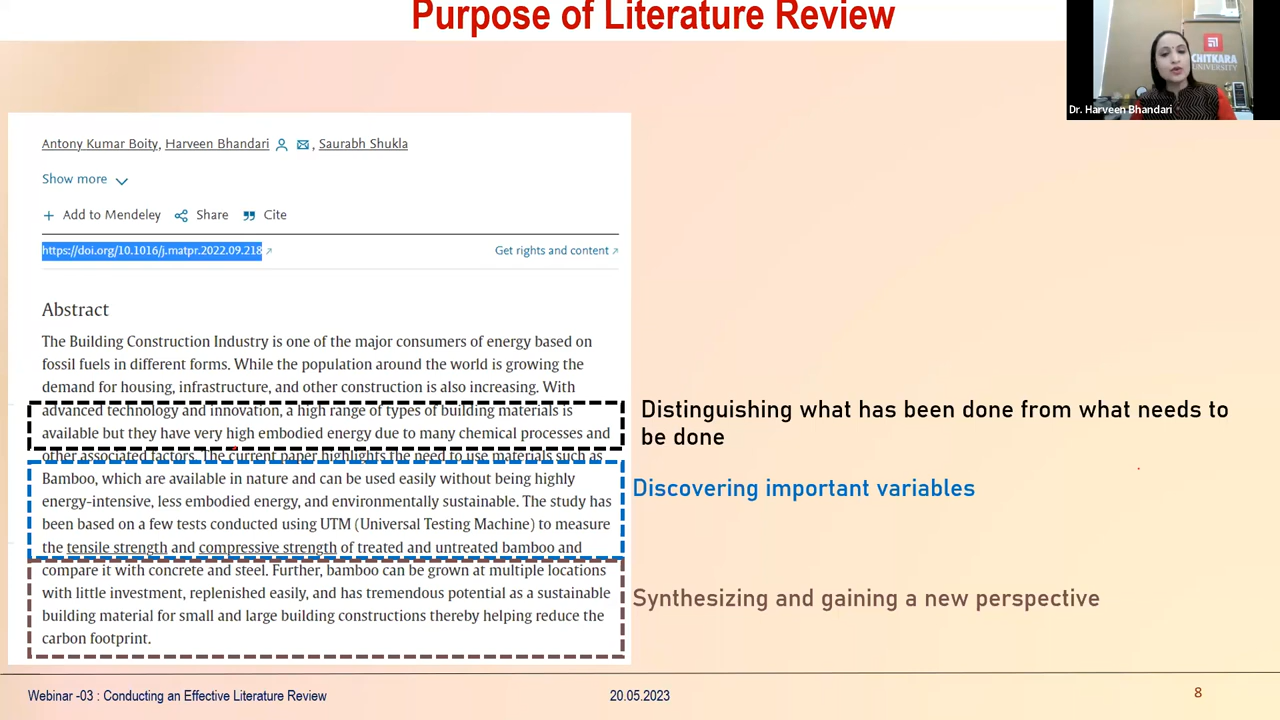 Purpose of Literature Review
CHITKARA
UNIVERSITY
Dr. Harveen Bhandari
Antony Kumar Boity, Harveen Bhandari, Saurabh Shukla
Show more
+ Add to Mendeley Share Cite
https://doi.org/10.1016/j.matpr.2022.09.218 Get rights and content
Abstract
The Building Construction Industry is one of the major consumers of energy based on
fossil fuels in different forms. While the population around the world is growing the
demand for housing, infrastructure, and other construction is also increasing. With
advanced technology and innovation, a high range of types of building materials is
available but they have very high embodied energy due to many chemical processes and
other associated factors. The current paper highlights the need to use materials such as
Bamboo, which are available in nature and can be used easily without being highly
energy-intensive, less embodied energy, and environmentally sustainable. The study has
been based on a few tests conducted using UTM (Universal Testing Machine) to measure
the tensile strength and compressive strength of treated and untreated bamboo and
compare it with concrete and steel. Further, bamboo can be grown at multiple locations
with little investment, replenished easily, and has tremendous potential as a sustainable
building material for small and large building constructions thereby helping reduce the
carbon footprint.
Distinguishing what has been done from what needs to
be done
Discovering important variables
Synthesizing and gaining a new perspective
Webinar -03 : Conducting an Effective Literature Review 20.05.2023 8